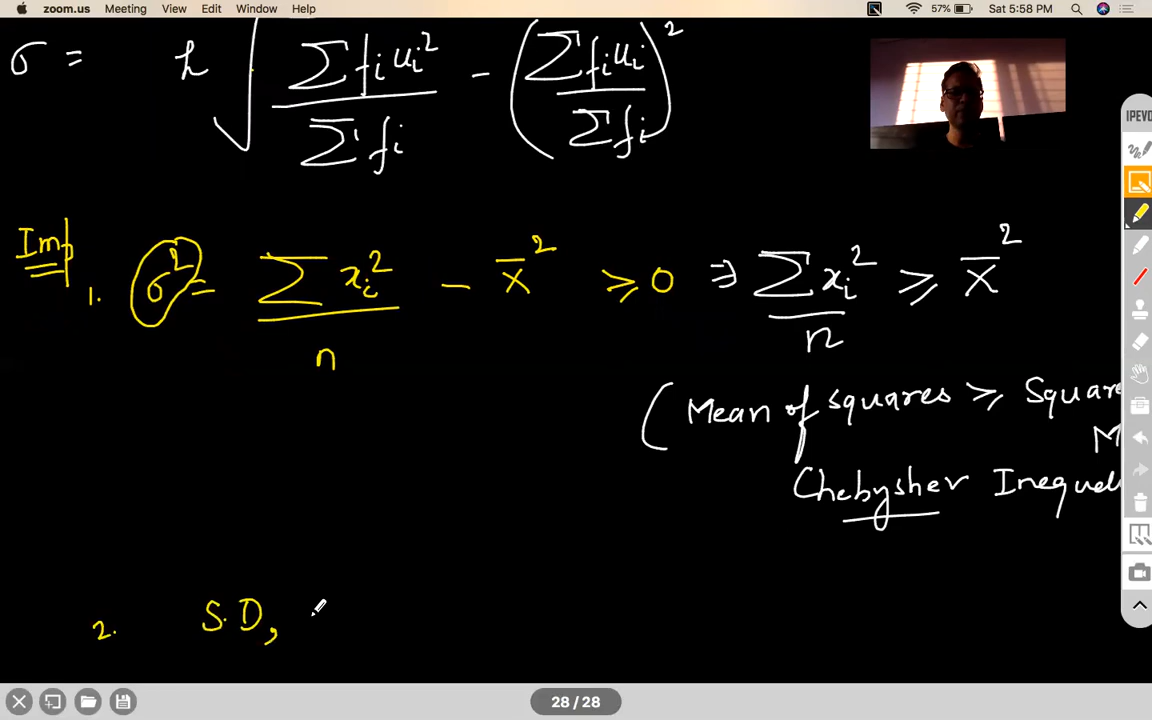 zoom.us Meeting View Edit Window Help 57% Sat 5:58 PM
σ = h √ Σfiui² / Σfi - (Σfiui / Σfi)²
IPEVO
Imp
1. σ² = Σxi² / n - x̄² ⩾ 0 ⇒ Σxi² / n ⩾ x̄²
(Mean of squares ⩾ Square
M
Chebyshev Inequal
2. S.D,
28 / 28